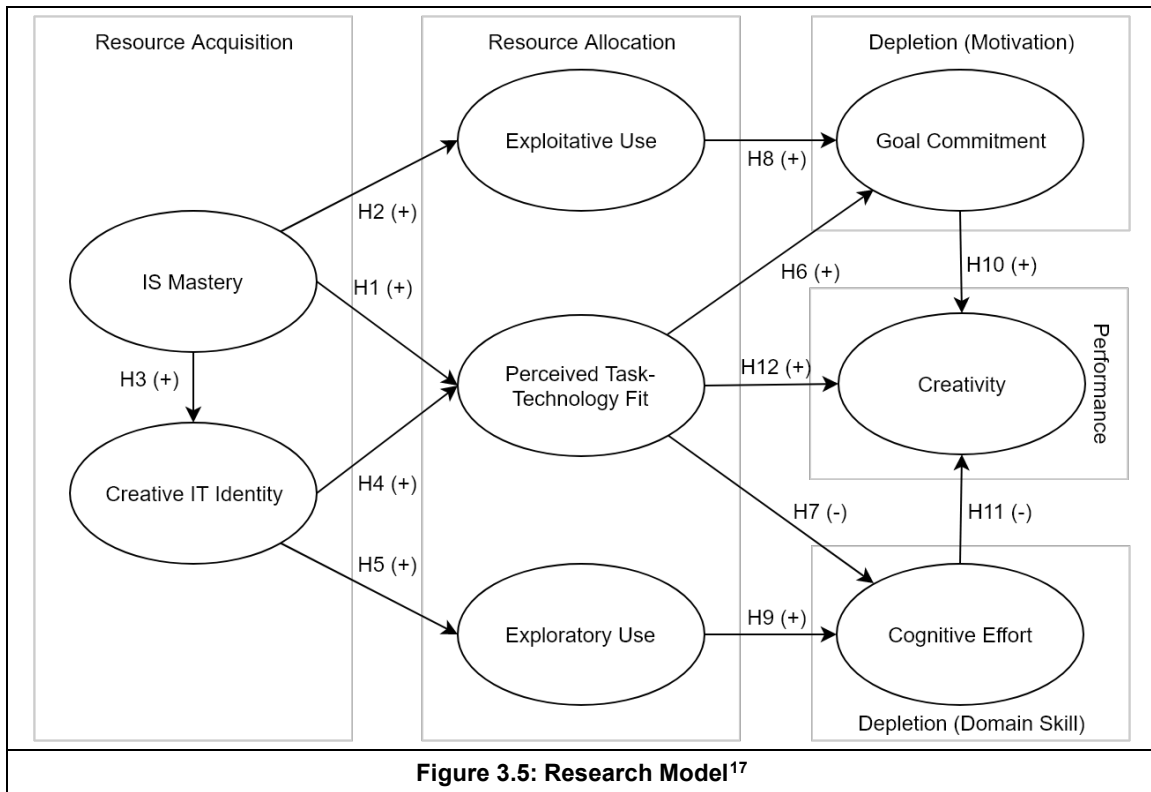 Resource Acquisition
Resource Allocation
Depletion (Motivation)
Exploitative Use
Goal Commitment
H8 (+)
H2 (+)
IS Mastery
H1 (+)
H6 (+)
H10 (+)
H3 (+)
Perceived Task-
Technology Fit
H12 (+)
Creativity
Performance
Creative IT Identity
H4 (+)
H7 (-)
H11 (-)
H5 (+)
Exploratory Use
H9 (+)
Cognitive Effort
Depletion (Domain Skill)
Figure 3.5: Research Model17